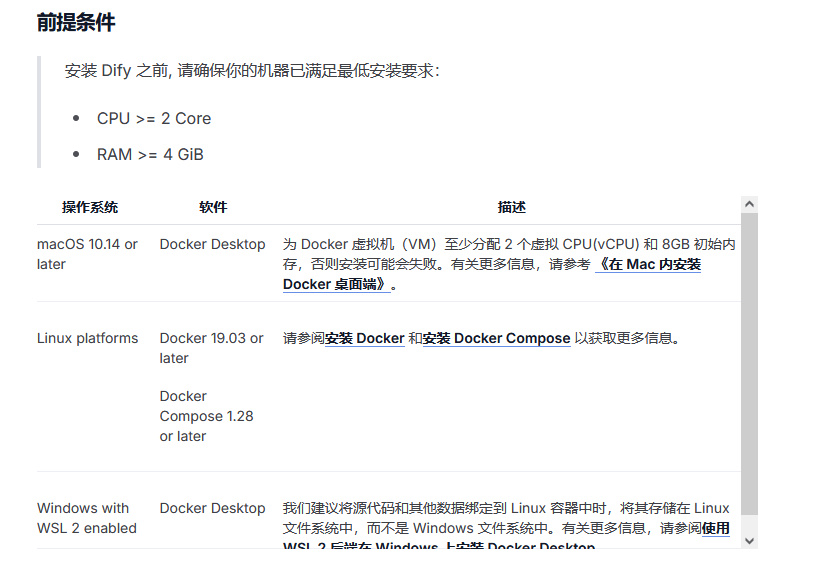 前提条件
安装 Dify 之前, 请确保你的机器已满足最低安装要求：
CPU >= 2 Core
RAM >= 4 GiB
操作系统 软件 描述
macOS 10.14 or later
Docker Desktop
为 Docker 虚拟机（VM）至少分配 2 个虚拟 CPU(vCPU) 和 8GB 初始内
存，否则安装可能会失败。有关更多信息，请参考 《在 Mac 内安装
Docker 桌面端》。
Linux platforms
Docker 19.03 or
later
Docker
Compose 1.28
or later
请参阅安装 Docker 和安装 Docker Compose 以获取更多信息。
Windows with
WSL 2 enabled
Docker Desktop
我们建议将源代码和其他数据绑定到 Linux 容器中时，将其存储在 Linux
文件系统中，而不是 Windows 文件系统中。有关更多信息，请参阅使用
WSL 2 后端在 Windows 上安装 Docker Desktop